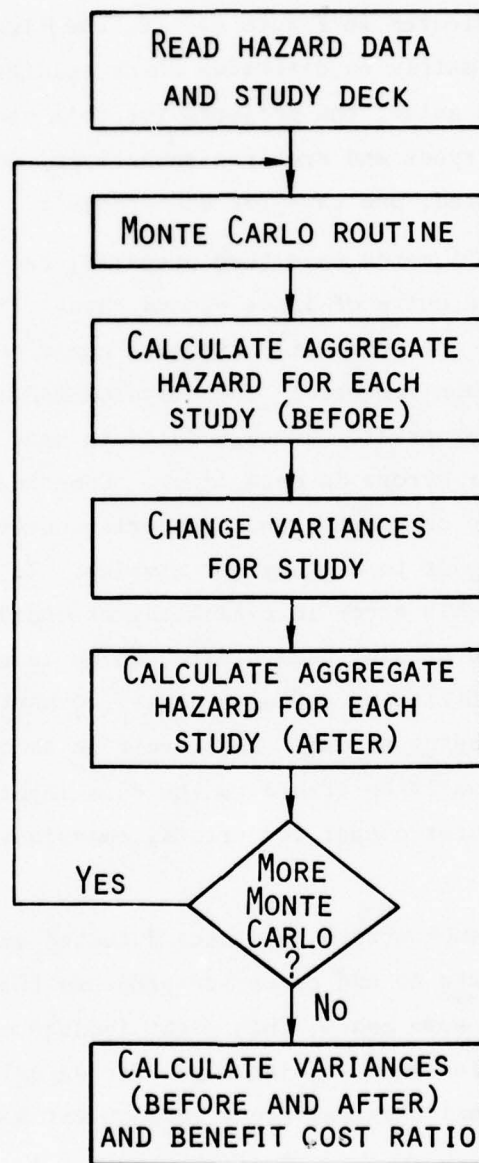 READ HAZARD DATA
AND STUDY DECK
MONTE CARLO ROUTINE
CALCULATE AGGREGATE
HAZARD FOR EACH
STUDY (BEFORE)
CHANGE VARIANCES
FOR STUDY
CALCULATE AGGREGATE
HAZARD FOR EACH
STUDY (AFTER)
YES
MORE
MONTE
CARLO
?
NO
CALCULATE VARIANCES
(BEFORE AND AFTER)
AND BENEFIT COST RATIO